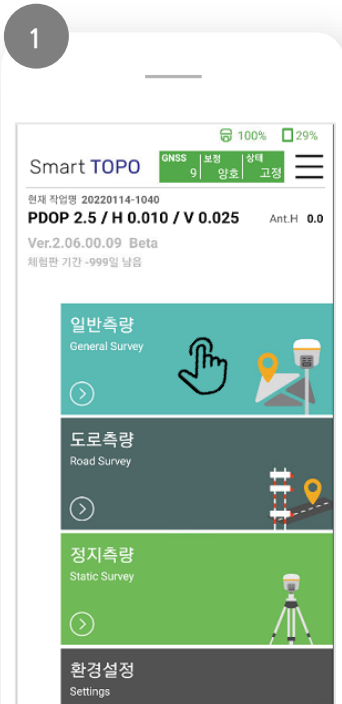 1
100% 29%
Smart TOPO
GNSS 보정 상태
9 양호 고정
현재 작업명 20220114-1040
PDOP 2.5 / H 0.010 / V 0.025 Ant.H 0.0
Ver.2.06.00.09 Beta
체험판 기간 -999일 남음
일반측량
General Survey
도로측량
Road Survey
정지측량
Static Survey
환경설정
Settings